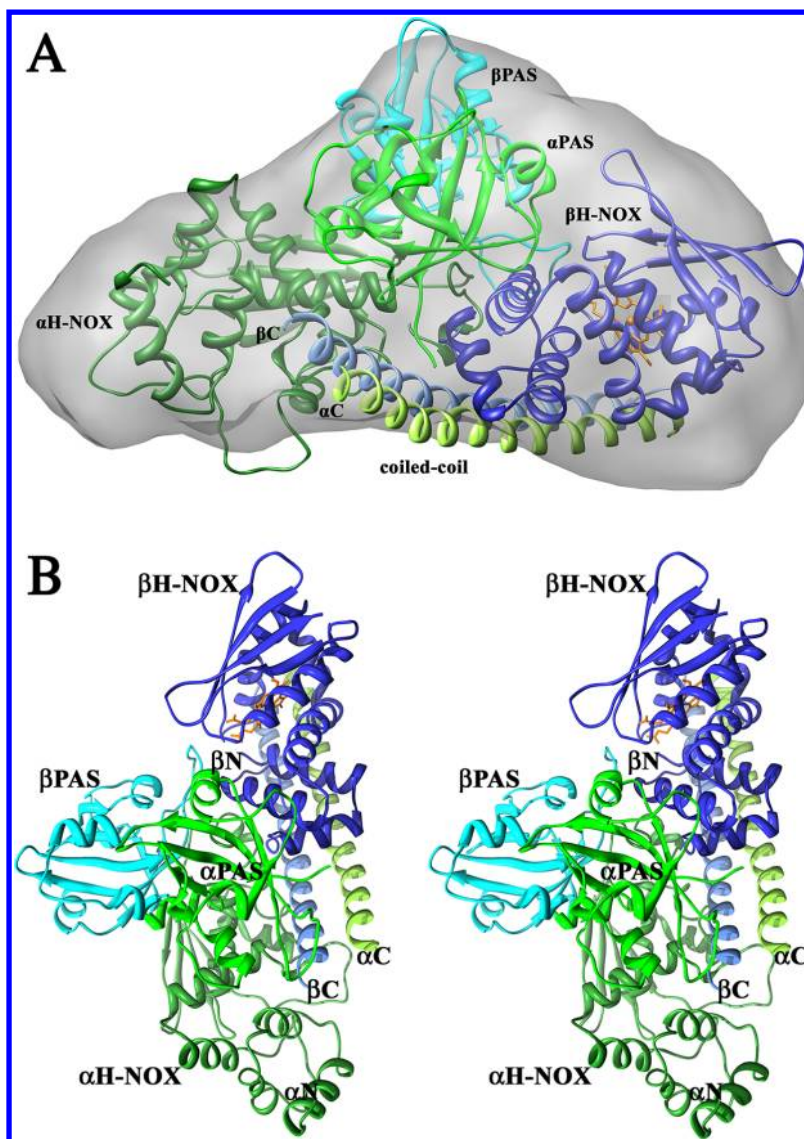 A
βPAS
αPAS
βH-NOX
αH-NOX
βC
αC
coiled-coil
B
βH-NOX
βH-NOX
βN
βN
βPAS
βPAS
αPAS
αPAS
αC
αC
βC
βC
αH-NOX
αH-NOX
αN
αN